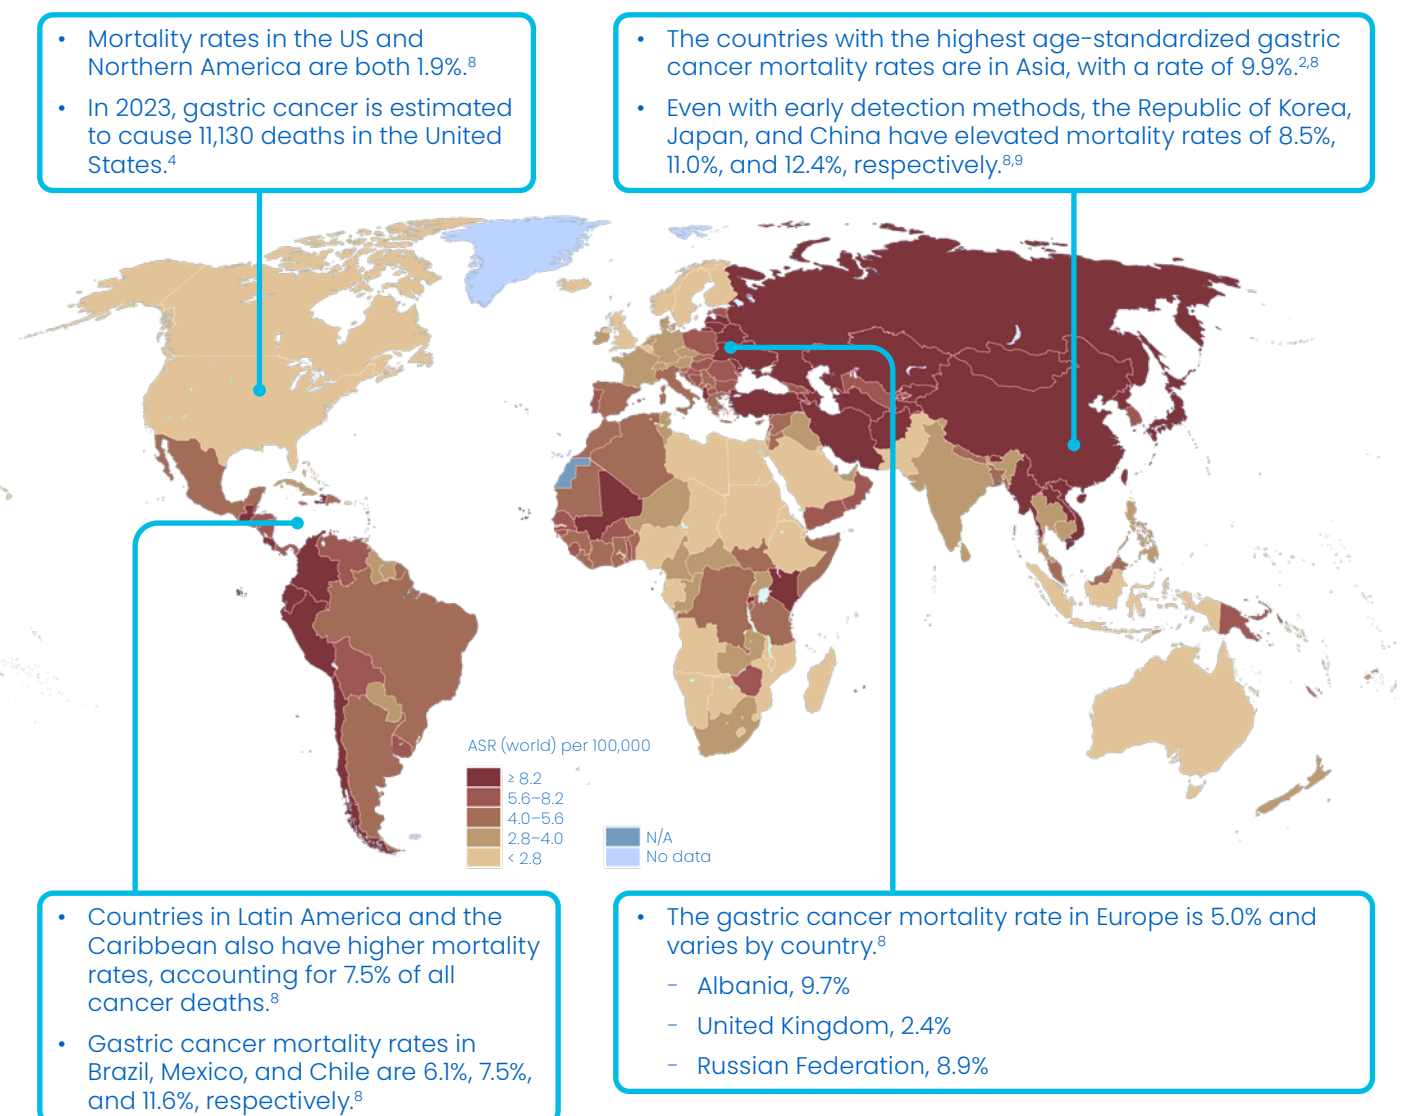 • Mortality rates in the US and
Northern America are both 1.9%.⁸
• In 2023, gastric cancer is estimated
to cause 11,130 deaths in the United
States.⁴
• The countries with the highest age-standardized gastric
cancer mortality rates are in Asia, with a rate of 9.9%.²,⁸
• Even with early detection methods, the Republic of Korea,
Japan, and China have elevated mortality rates of 8.5%,
11.0%, and 12.4%, respectively.⁸,⁹
ASR (world) per 100,000
≥ 8.2
5.6–8.2
4.0–5.6
2.8–4.0
< 2.8
N/A
No data
• Countries in Latin America and the
Caribbean also have higher mortality
rates, accounting for 7.5% of all
cancer deaths.⁸
• Gastric cancer mortality rates in
Brazil, Mexico, and Chile are 6.1%, 7.5%,
and 11.6%, respectively.⁸
• The gastric cancer mortality rate in Europe is 5.0% and
varies by country.⁸
– Albania, 9.7%
– United Kingdom, 2.4%
– Russian Federation, 8.9%